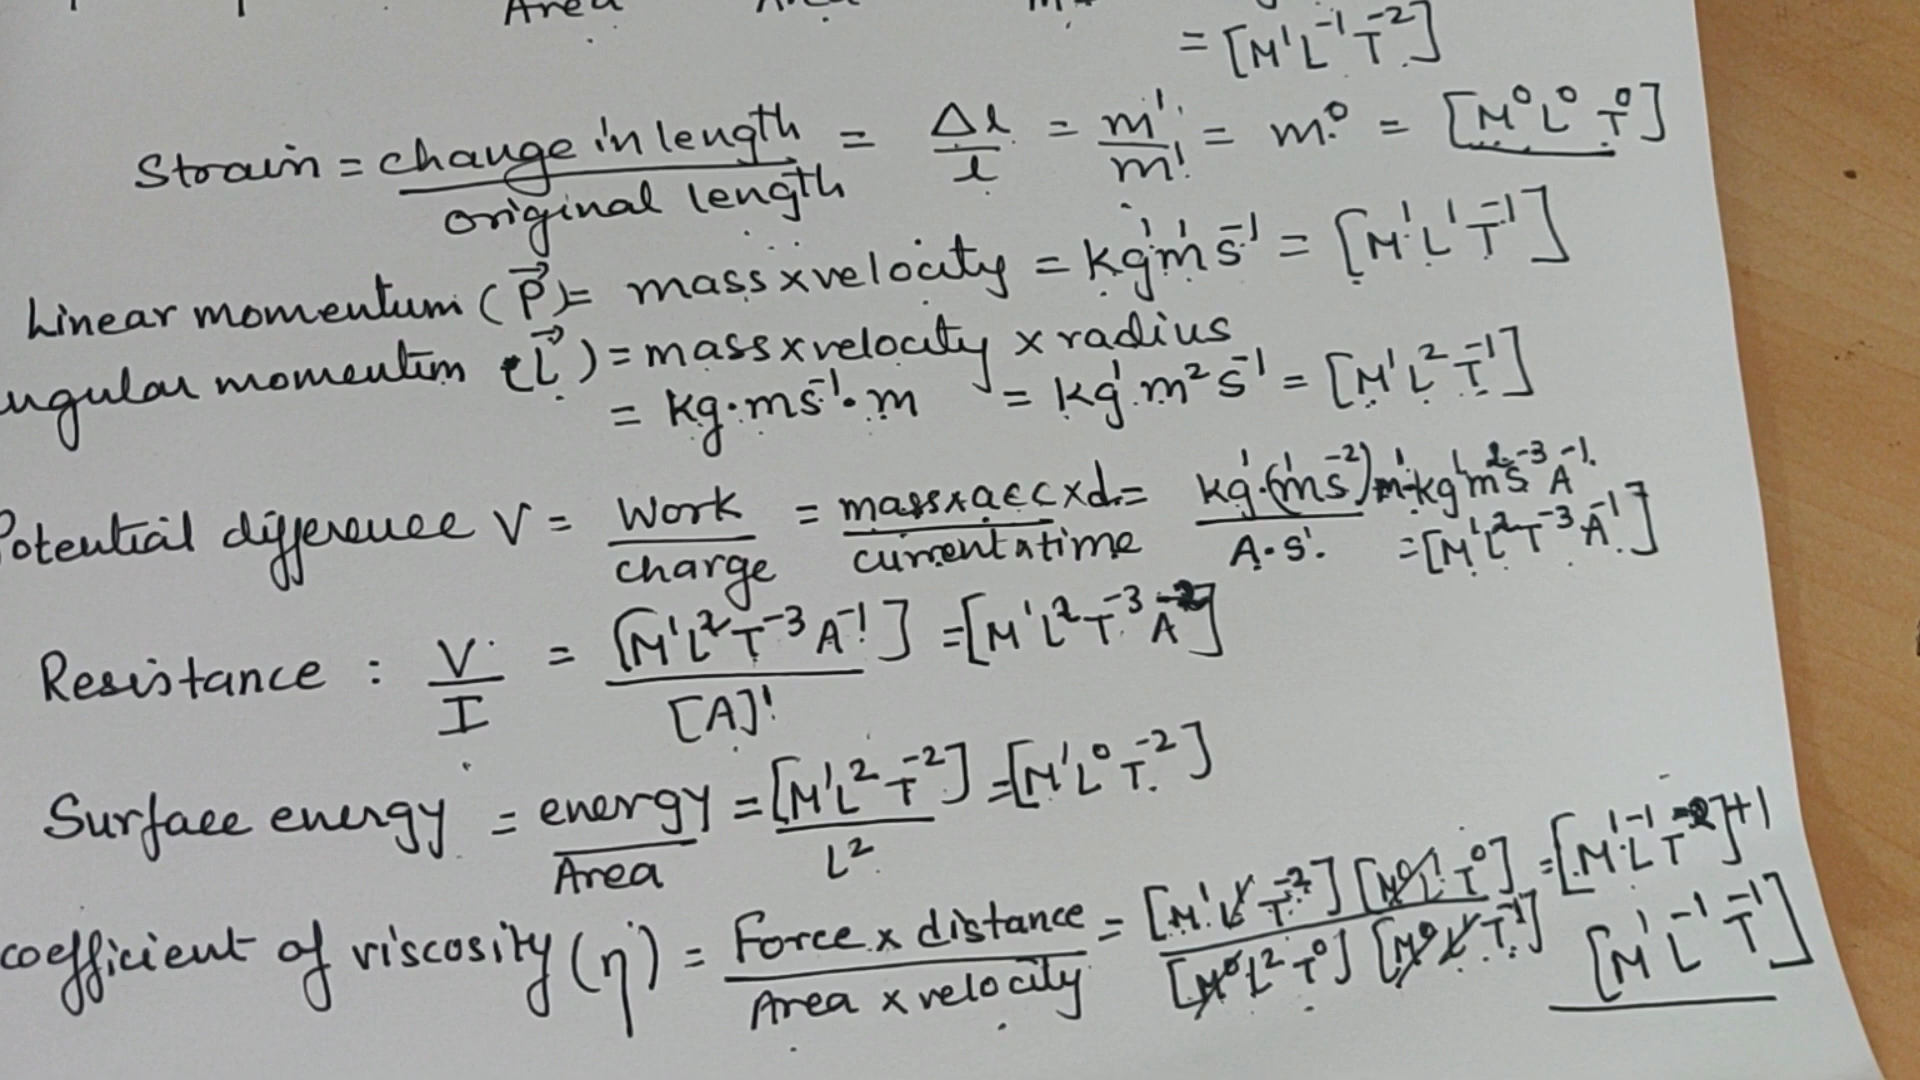 Area
= [M¹L⁻¹T⁻²]
Strain = change in length / original length = Δl / l = m¹ / m¹ = m⁰ = [M⁰L⁰T⁰]
Linear momentum (P⃗) = mass x velocity = kg¹m¹s⁻¹ = [M¹L¹T⁻¹]
ngular momentum (L⃗) = mass x velocity x radius
= kg·ms⁻¹·m = kg¹m²s⁻¹ = [M¹L²T⁻¹]
Potential difference V = Work / charge = mass x acc x d / current x time = kg¹·(m¹s⁻²)m¹ / A·s¹ = kg¹m²s⁻³A⁻¹
= [M¹L²T⁻³A⁻¹]
Resistance : V / I = [M¹L²T⁻³A⁻¹] / [A]¹ = [M¹L²T⁻³A⁻²]
Surface energy = energy / Area = [M¹L²T⁻²] / L² = [M¹L⁰T⁻²]
coefficient of viscosity (η) = Force x distance / Area x velocity = [M¹L¹T⁻²] [M⁰L¹T⁰] / [M⁰L²T⁰] [M⁰L¹T⁻¹] = [M¹L⁻¹T⁻²]⁺¹
[M¹L⁻¹T⁻¹]